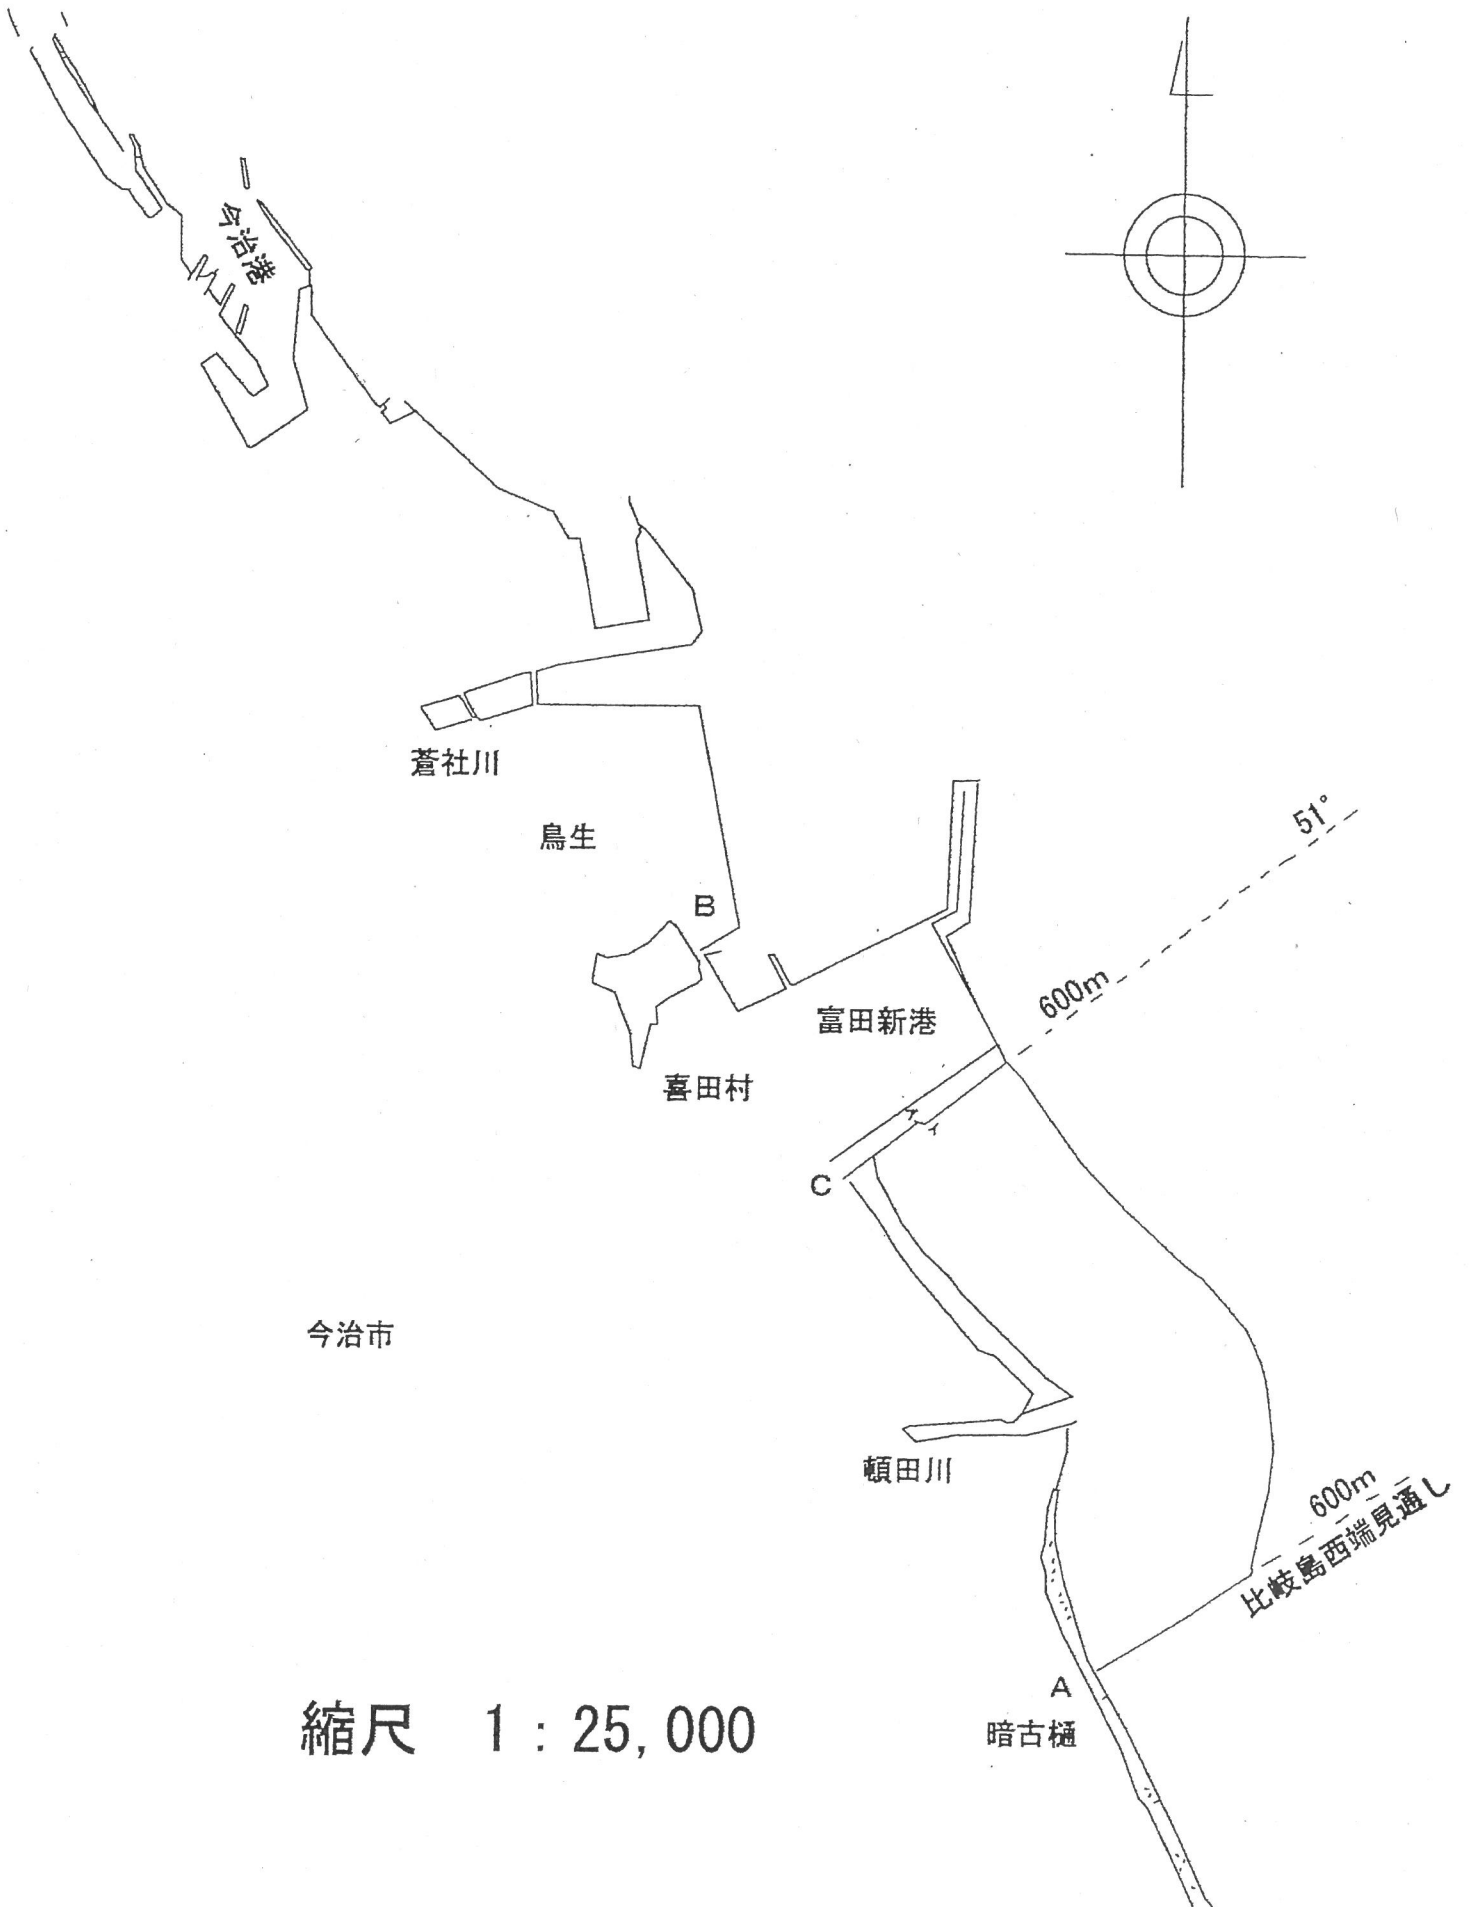 今治港
蒼社川
鳥生
51°
B
600m
富田新港
喜田村
C
今治市
頓田川
600m
比岐島西端見通し
A
縮尺 1:25,000
暗古樋